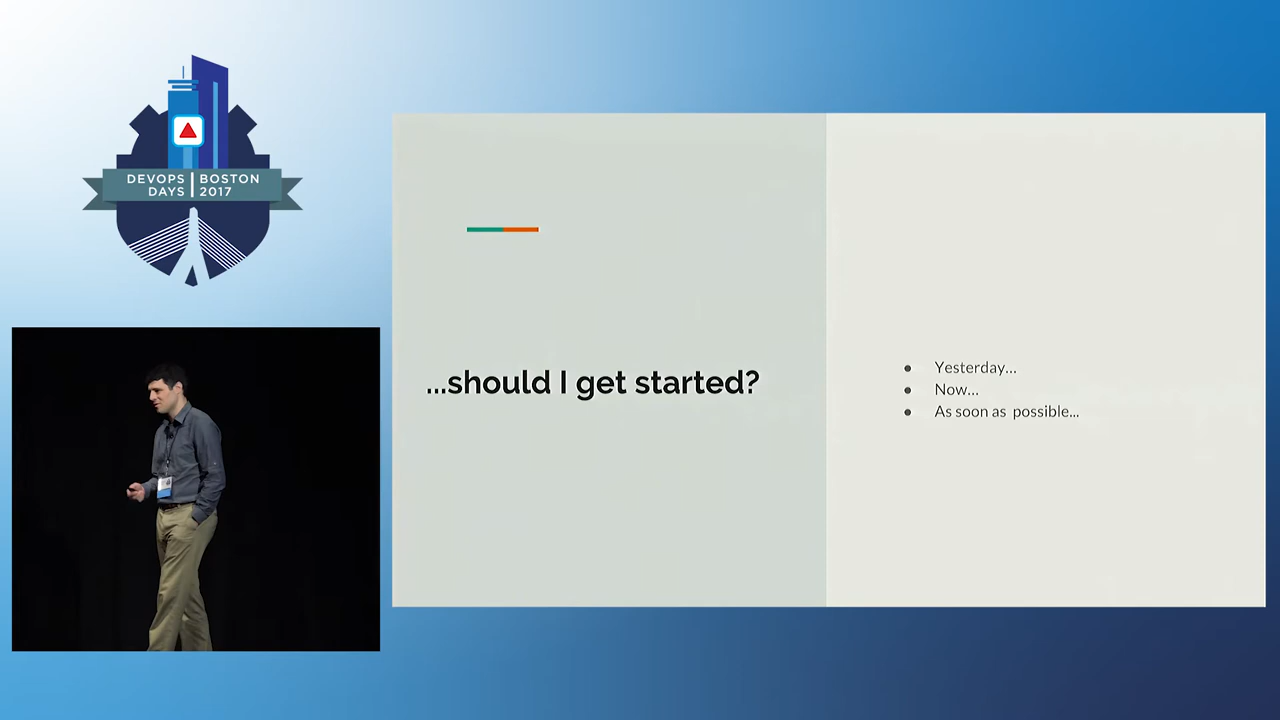 DEVOPS DAYS
BOSTON 2017
...should I get started?
Yesterday...
Now...
As soon as possible...